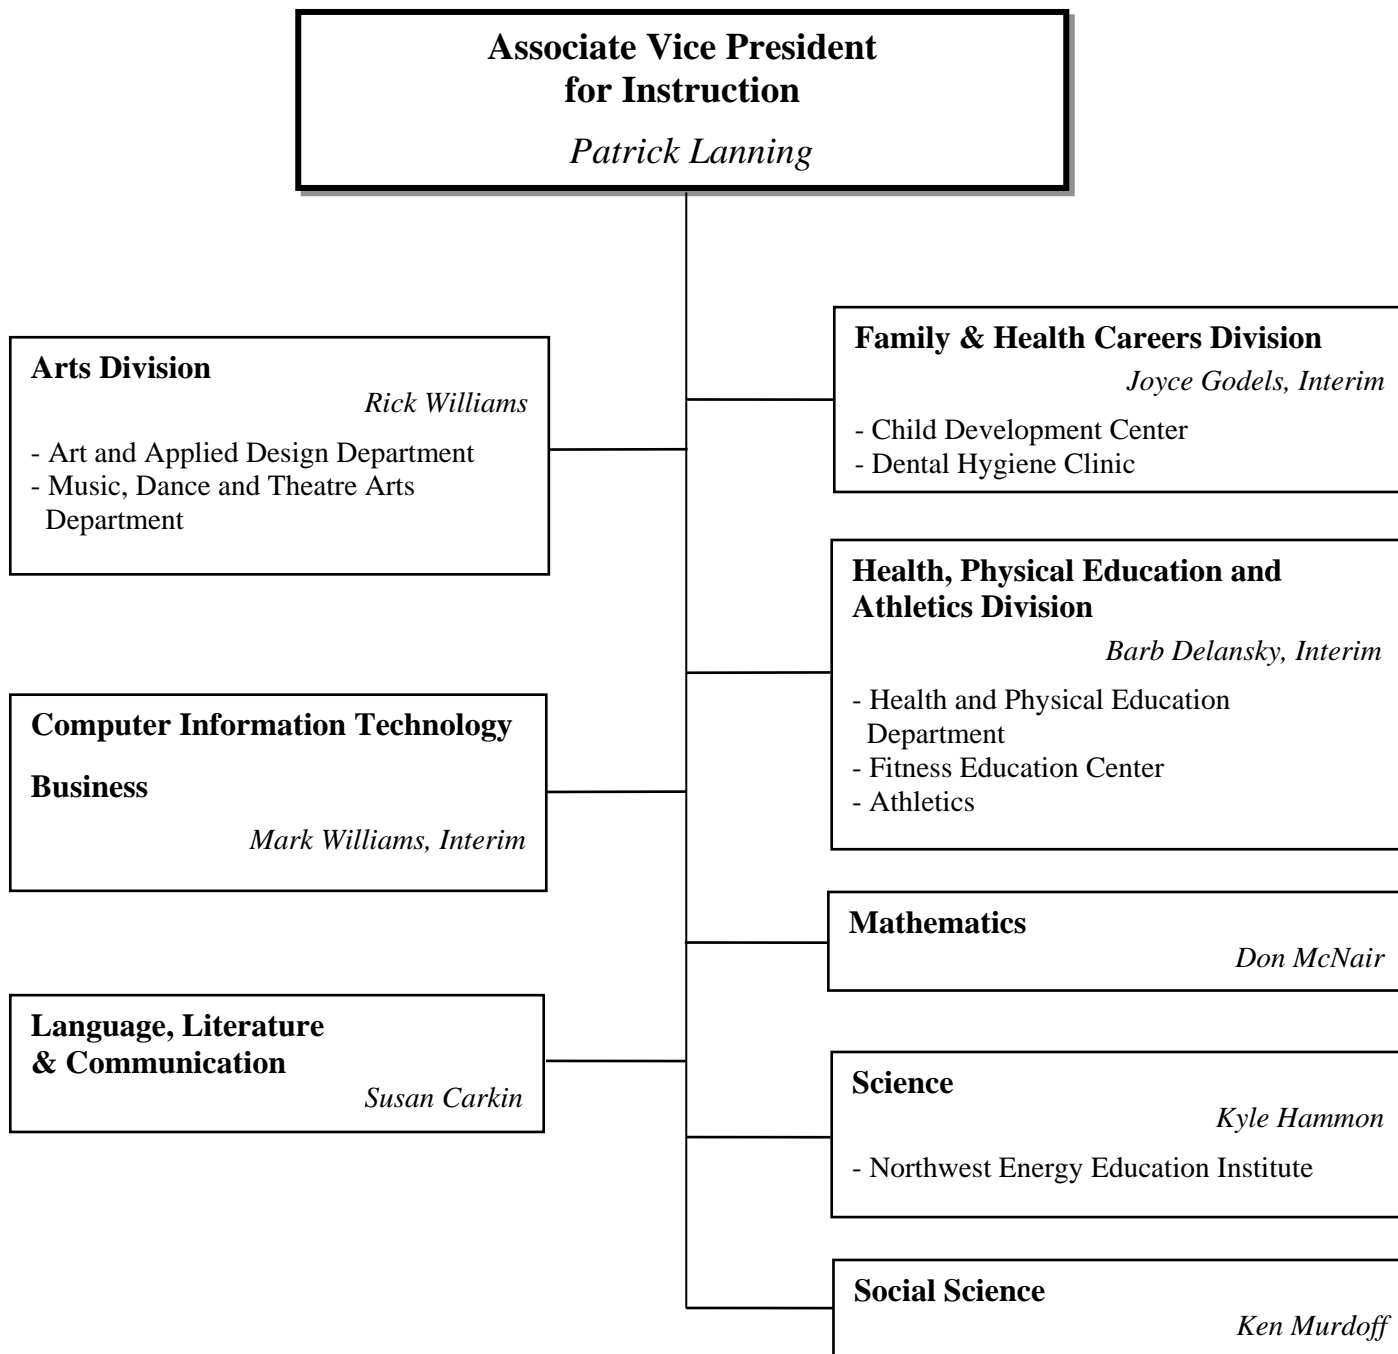 Associate Vice President
for Instruction
Patrick Lanning
Arts Division
Rick Williams
- Art and Applied Design Department
- Music, Dance and Theatre Arts
Department
Computer Information Technology
Business
Mark Williams, Interim
Language, Literature
& Communication
Susan Carkin
Family & Health Careers Division
Joyce Godels, Interim
- Child Development Center
- Dental Hygiene Clinic
Health, Physical Education and
Athletics Division
Barb Delansky, Interim
- Health and Physical Education
Department
- Fitness Education Center
- Athletics
Mathematics
Don McNair
Science
Kyle Hammon
- Northwest Energy Education Institute
Social Science
Ken Murdoff